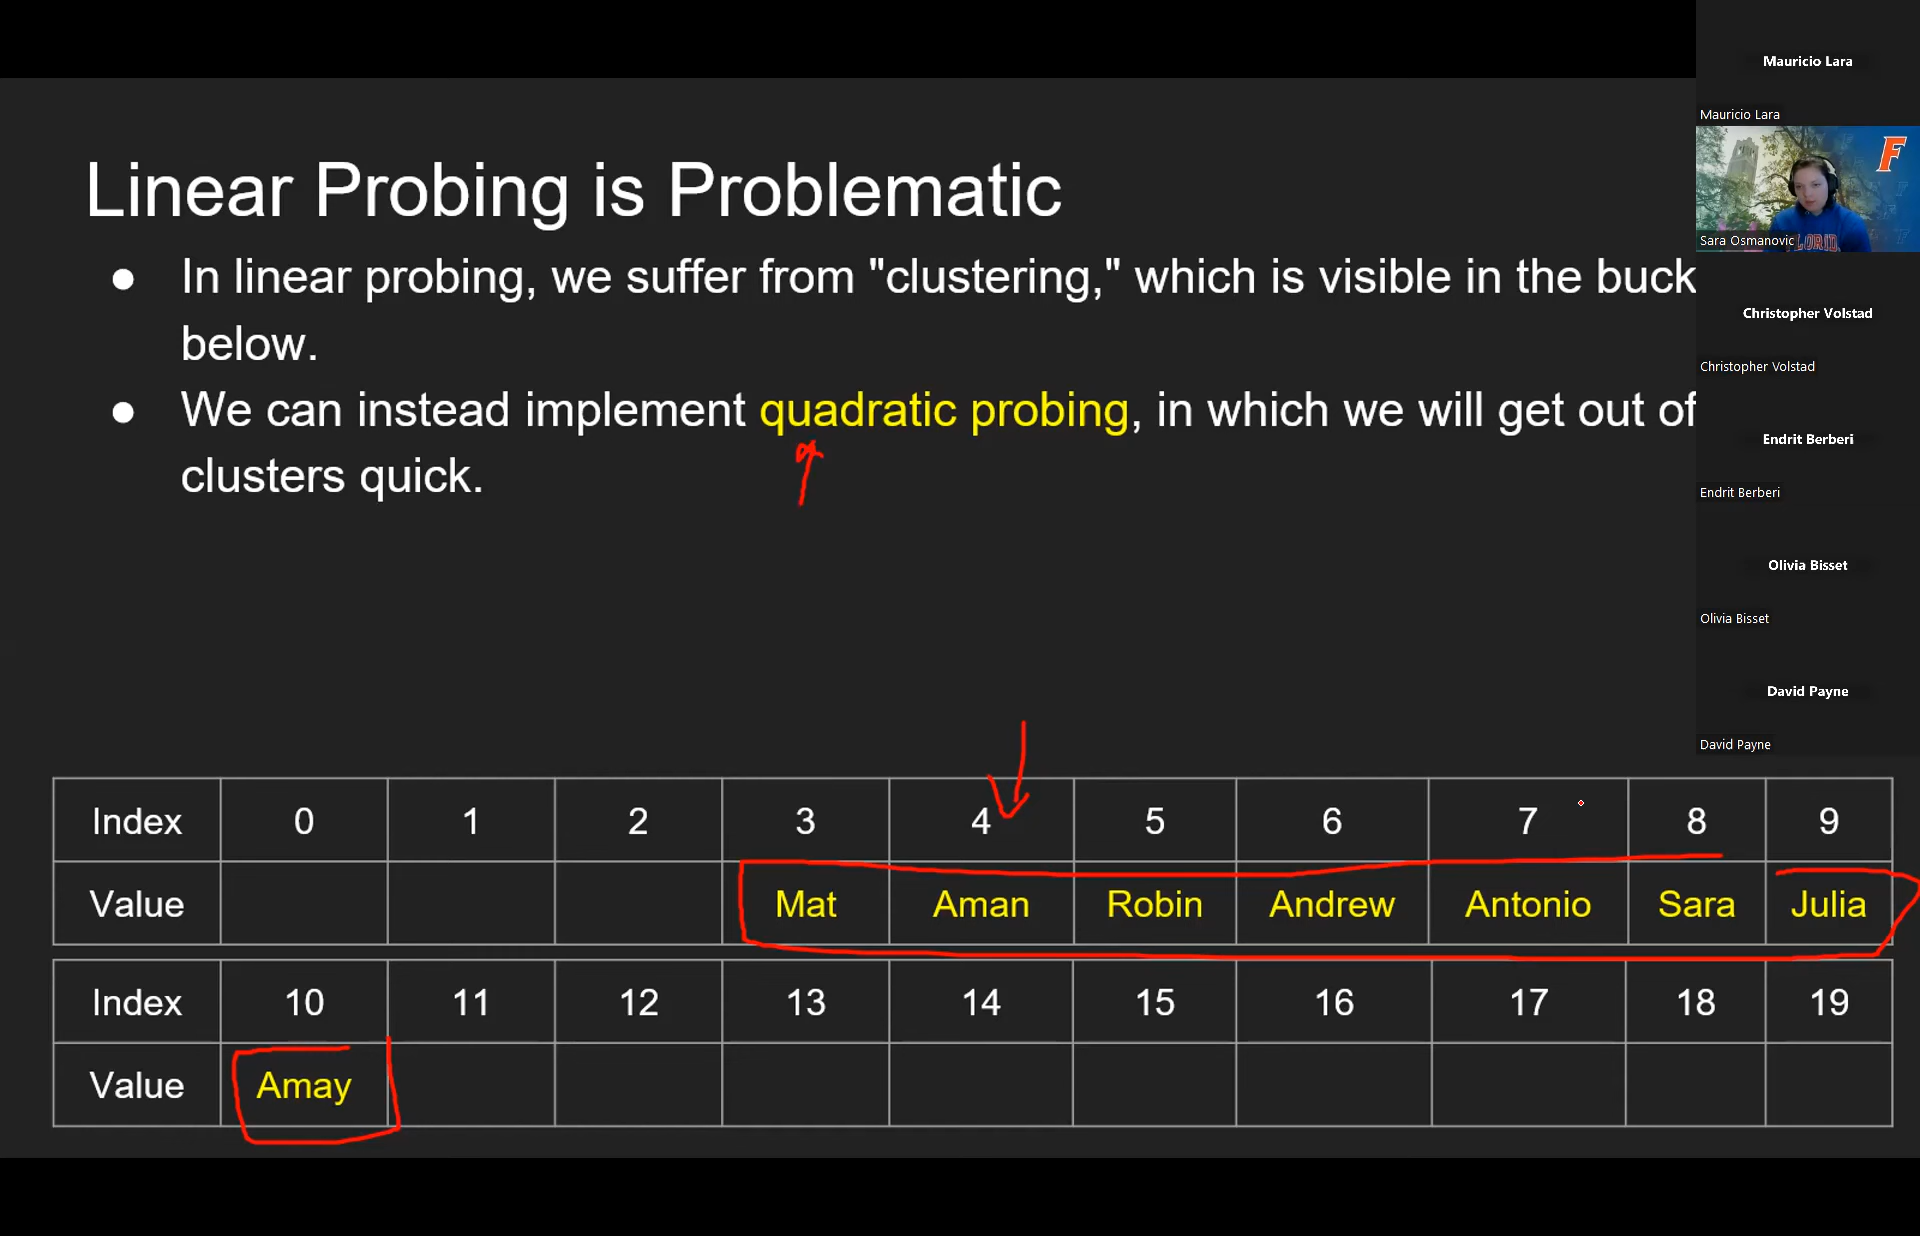 Linear Probing is Problematic
● In linear probing, we suffer from "clustering," which is visible in the buck
below.
● We can instead implement quadratic probing, in which we will get out of
clusters quick.
Index 0 1 2 3 4 5 6 7 8 9
Value Mat Aman Robin Andrew Antonio Sara Julia
Index 10 11 12 13 14 15 16 17 18 19
Value Amay
Mauricio Lara
Mauricio Lara
F
FLORID
Sara Osmanovic
Christopher Volstad
Christopher Volstad
Endrit Berberi
Endrit Berberi
Olivia Bisset
Olivia Bisset
David Payne
David Payne